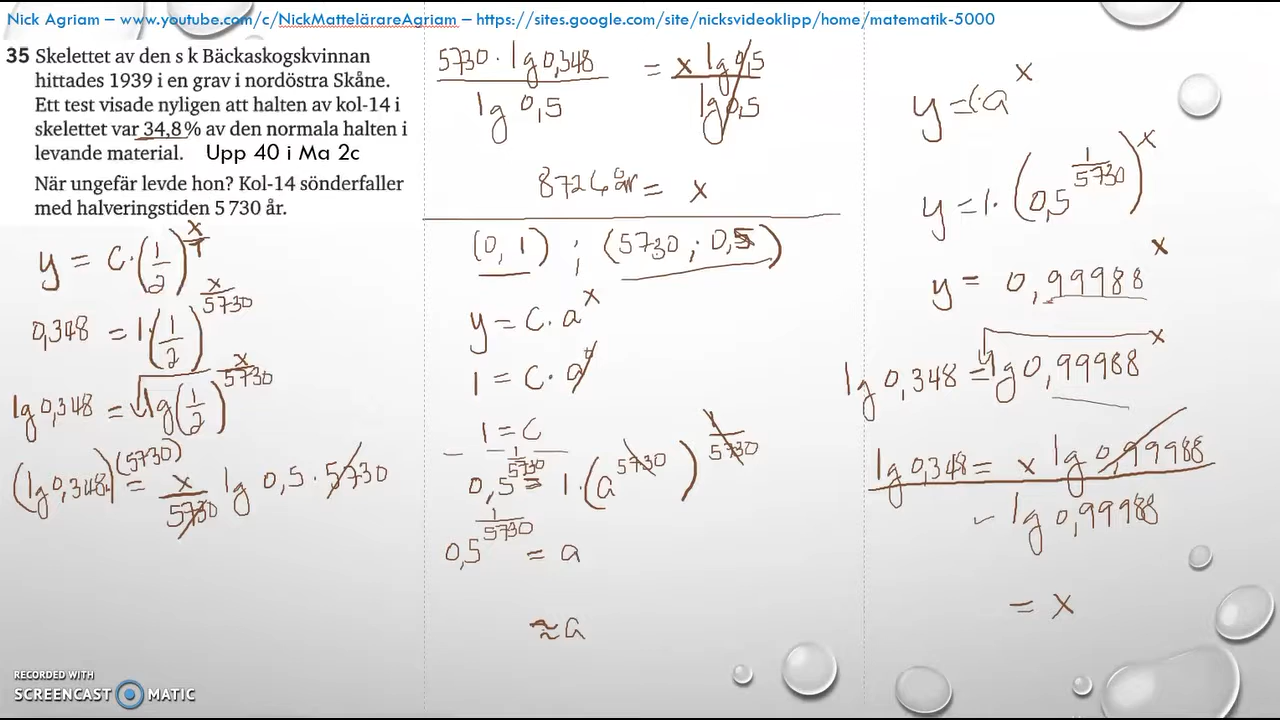 Nick Agriam – www.youtube.com/c/NickMattelärareAgriam – https://sites.google.com/site/nicksvideoklipp/home/matematik-5000
35 Skelettet av den s k Bäckaskogskvinnan
hittades 1939 i en grav i nordöstra Skåne.
Ett test visade nyligen att halten av kol-14 i
skelettet var 34,8% av den normala halten i
levande material. Upp 40 i Ma 2c
När ungefär levde hon? Kol-14 sönderfaller
med halveringstiden 5 730 år.
y = C·(1/2)^(x/T)
0,348 = 1·(1/2)^(x/5730)
lg 0,348 = lg(1/2)^(x/5730)
(lg 0,348)(5730) = x/5730 lg 0,5 · 5730
5730 · lg 0,348 / lg 0,5 = x lg 0,5 / lg 0,5
8726 år = x
(0, 1) ; (5730 ; 0,5)
y = C·a^x
1 = C·a^0
1 = C
0,5^(1/5730) = 1·(a^5730)^(1/5730)
0,5^(1/5730) = a
≈ a
y = 1·a^x
y = 1·(0,5^(1/5730))^x
y = 0,99988^x
lg 0,348 = lg 0,99988^x
lg 0,348 = x lg 0,99988
lg 0,99988
= x
RECORDED WITH
SCREENCAST MATIC